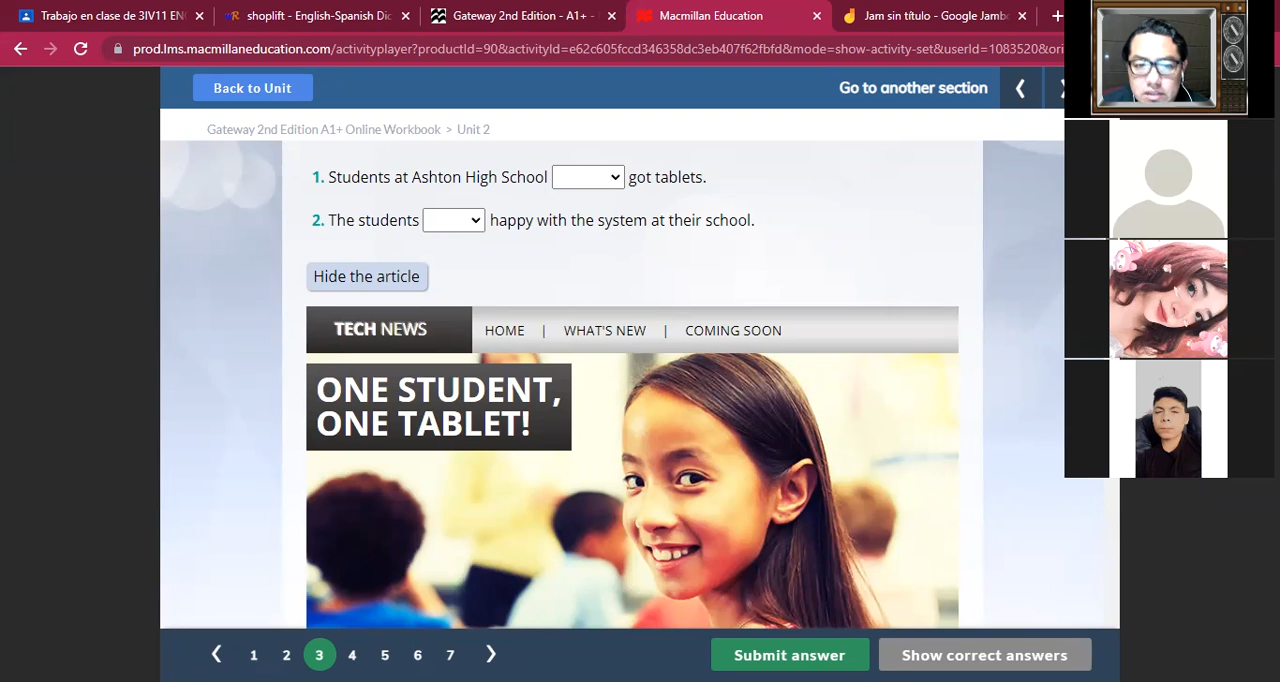 Trabajo en clase de 3IV11 EN
shoplift - English-Spanish Dic
Gateway 2nd Edition - A1+ -
Macmillan Education
Jam sin título - Google Jambo
prod.lms.macmillaneducation.com/activityplayer?productId=90&activityId=e62c605fccd346358dc3eb407f62fbfd&mode=show-activity-set&userId=1083520&ori
Back to Unit
Go to another section
Gateway 2nd Edition A1+ Online Workbook > Unit 2
1. Students at Ashton High School got tablets.
2. The students happy with the system at their school.
Hide the article
TECH NEWS HOME | WHAT'S NEW | COMING SOON
ONE STUDENT,
ONE TABLET!
1 2 3 4 5 6 7
Submit answer
Show correct answers